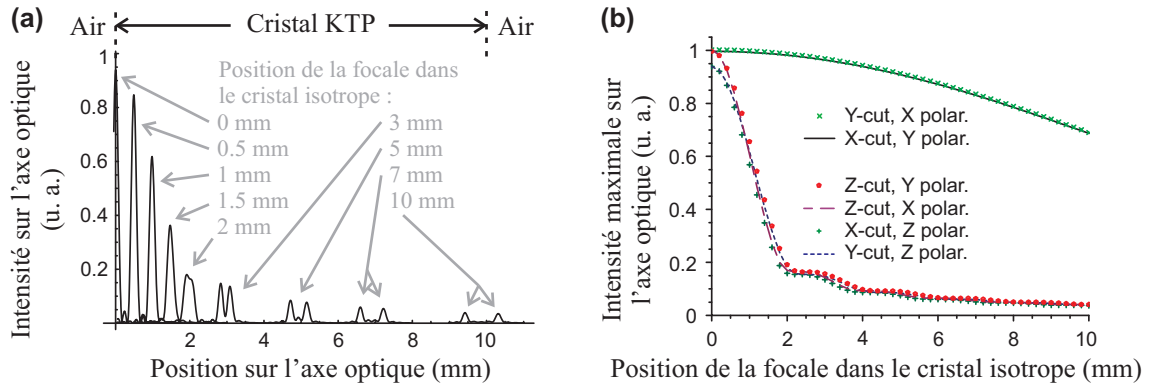 (a)
Air
Cristal KTP
Air
Intensité sur l'axe optique
(u. a.)
1
0.8
0.6
0.4
0.2
Position de la focale dans
le cristal isotrope :
0 mm
0.5 mm
1 mm
1.5 mm
2 mm
3 mm
5 mm
7 mm
10 mm
2
4
6
8
10
Position sur l'axe optique (mm)
(b)
Intensité maximale sur
l'axe optique (u. a.)
1
0.8
0.6
0.4
0.2
0
Y-cut, X polar.
X-cut, Y polar.
Z-cut, Y polar.
Z-cut, X polar.
X-cut, Z polar.
Y-cut, Z polar.
0
2
4
6
8
10
Position de la focale dans le cristal isotrope (mm)